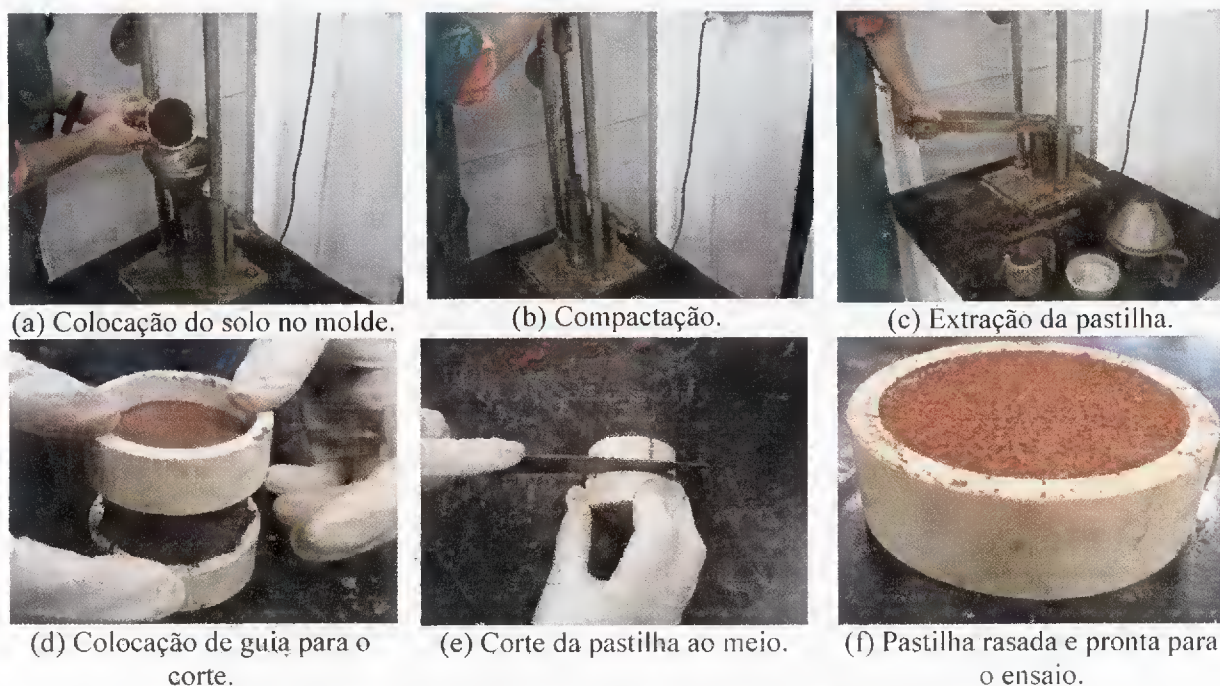 (a) Colocação do solo no molde.
(b) Compactação.
(c) Extração da pastilha.
(d) Colocação de guia para o
corte.
(e) Corte da pastilha ao meio.
(f) Pastilha rasada e pronta para
o ensaio.